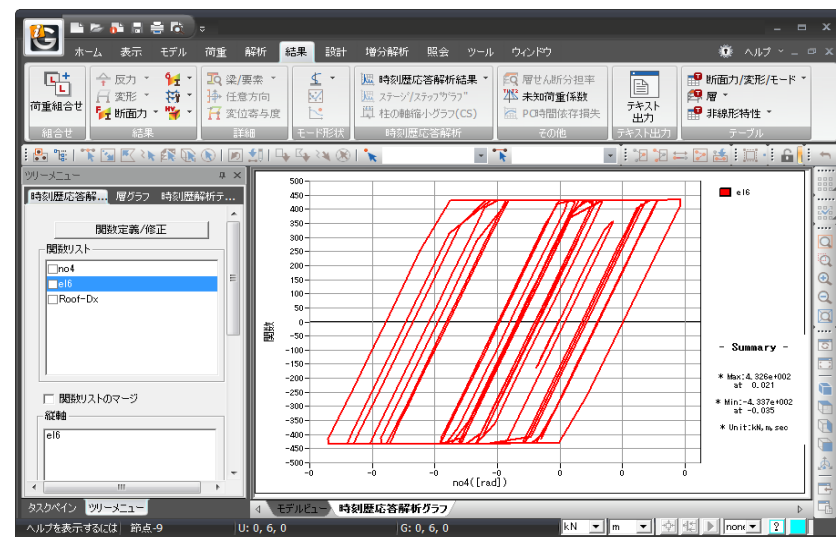 ホーム 表示 モデル 荷重 解析 結果 設計 増分解析 照会 ツール ウィンドウ ヘルプ
荷重組合せ
反力
変形
断面力
梁/要素
任意方向
変位寄与度
時刻歴応答解析結果
ステージ/ステップグラフ
柱の軸縮小グラフ(CS)
層せん断分担率
未知荷重係数
PC時間依存損失
テキスト
出力
断面力/変形/モード
層
非線形特性
組合せ 結果 詳細 モード形状 時刻歴応答解析 その他 テキスト出力 テーブル
ツリーメニュー
時刻歴応答解... 層グラフ 時刻歴解析テ...
関数定義/修正
関数リスト
no4
el6
Roof-Dx
関数リストのマージ
縦軸
el6
タスクペイン ツリーメニュー
500
450
400
350
300
250
200
150
100
50
0
-50
-100
-150
-200
-250
-300
-350
-400
-450
-500
関数
-0 -0 -0 -0 0 0 0
no4([rad])
el6
- Summary -
* Max:4.326e+002
at 0.021
* Min:-4.337e+002
at -0.035
* Unit:kN,m,sec
モデルビュー 時刻歴応答解析グラフ
ヘルプを表示するには 節点-9 U: 0, 6, 0 G: 0, 6, 0 kN m none